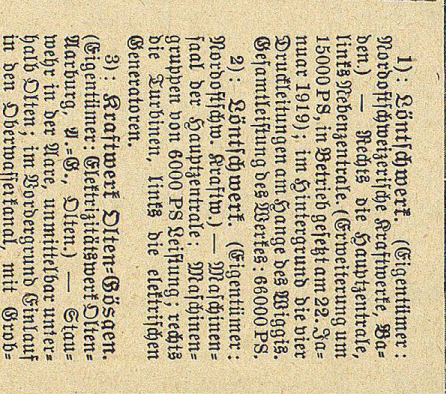 1): Löntschwerk. (Eigentümer:
Nordostschweizerische Kraftwerke, Ba=
den.) — Rechts die Hauptzentrale,
links Nebenzentrale, (Erweiterung um
15000 PS, in Betrieb gesetzt am 22. Ja=
nuar 1919); im Hintergrund die vier
Druckleitungen am Hange des Wiggis.
Gesamtleistung des Werkes: 66000 PS.
2): Löntschwerk. (Eigentümer:
Nordostschw. Kraftw.) — Maschinen=
saal der Hauptzentrale; Maschinen=
gruppen von 6000 PS Leistung; rechts
die Turbinen, links die elektrischen
Generatoren.
3): Kraftwerk Olten=Gösgen.
(Eigentümer: Elektrizitätswerk Olten=
Aarburg, A.=G., Olten.) — Stau=
wehr in der Aare, unmittelbar unter=
halb Olten; im Vordergrund Einlauf
in den Oberwasserkanal, mit Grob=